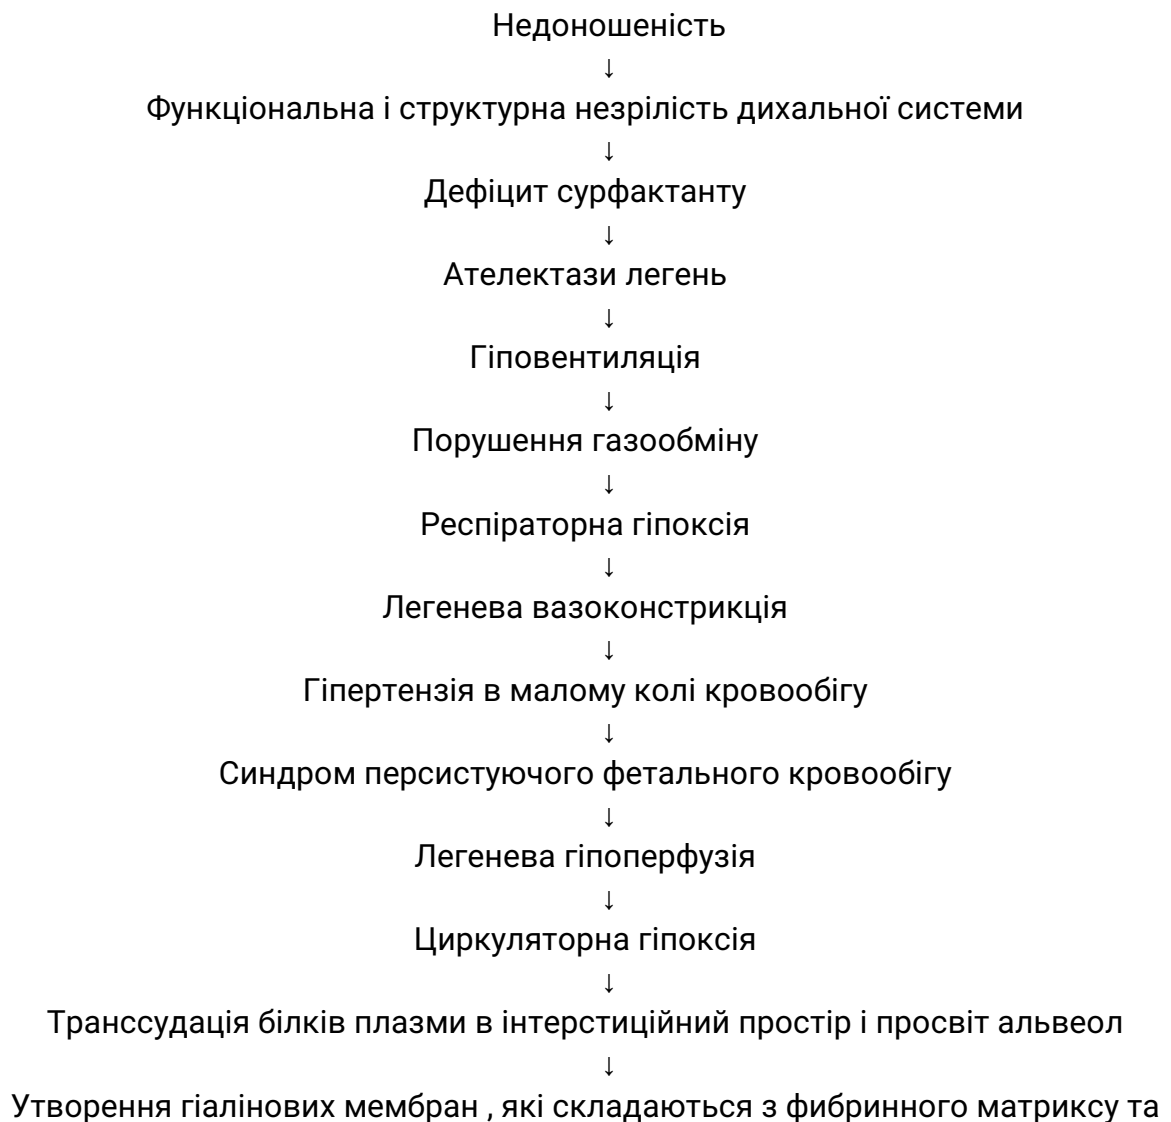 Недоношеність
↓
Функціональна і структурна незрілість дихальної системи
↓
Дефіцит сурфактанту
↓
Ателектази легень
↓
Гіповентиляція
↓
Порушення газообміну
↓
Респіраторна гіпоксія
↓
Легенева вазоконстрикція
↓
Гіпертензія в малому колі кровообігу
↓
Синдром персистуючого фетального кровообігу
↓
Легенева гіпоперфузія
↓
Циркуляторна гіпоксія
↓
Транссудація білків плазми в інтерстиційний простір і просвіт альвеол
↓
Утворення гіалінових мембран , які складаються з фибринного матриксу та